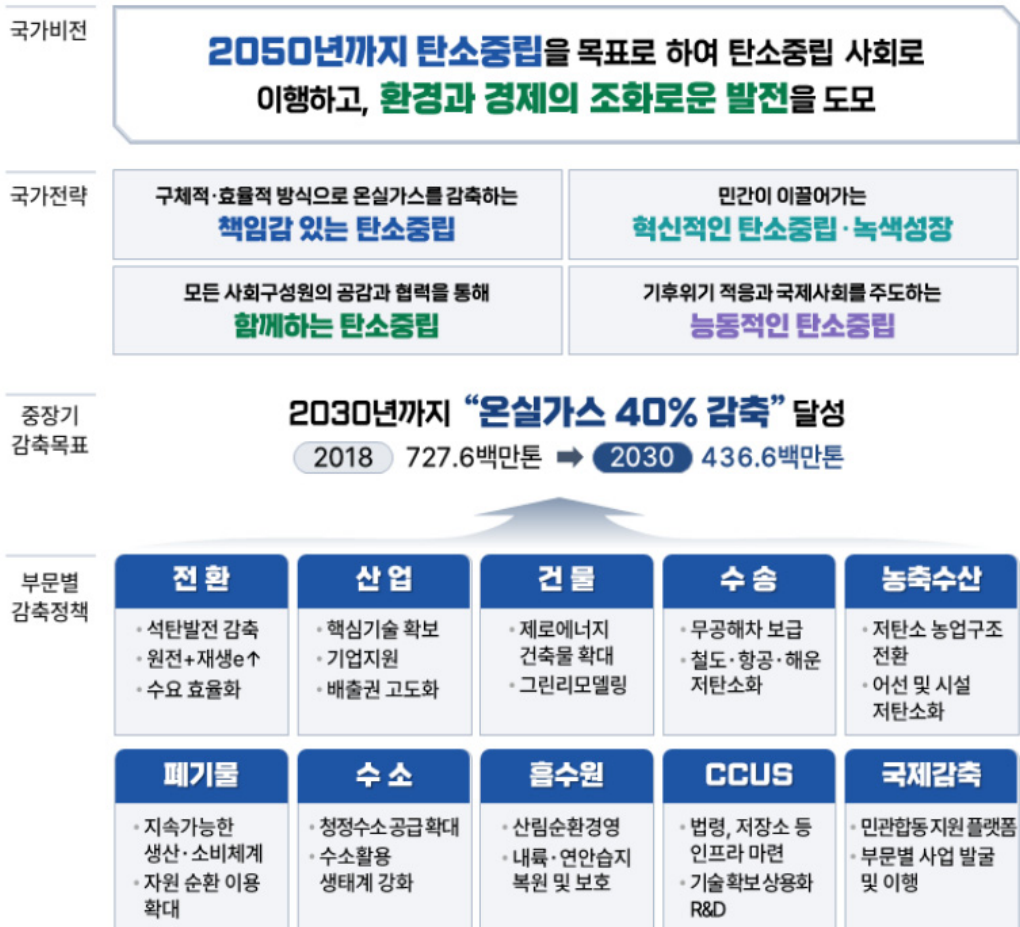 국가비전
2050년까지 탄소중립을 목표로 하여 탄소중립 사회로
이행하고, 환경과 경제의 조화로운 발전을 도모
국가전략
구체적·효율적 방식으로 온실가스를 감축하는
책임감 있는 탄소중립
민간이 이끌어가는
혁신적인 탄소중립·녹색성장
모든 사회구성원의 공감과 협력을 통해
함께하는 탄소중립
기후위기 적응과 국제사회를 주도하는
능동적인 탄소중립
중장기
감축목표
2030년까지 “온실가스 40% 감축” 달성
2018 727.6백만톤 ➡ 2030 436.6백만톤
부문별
감축정책
전 환
· 석탄발전 감축
· 원전+재생e↑
· 수요 효율화
산 업
· 핵심기술 확보
· 기업지원
· 배출권 고도화
건 물
· 제로에너지
건축물 확대
· 그린리모델링
수 송
· 무공해차 보급
· 철도·항공·해운
저탄소화
농축수산
· 저탄소 농업구조
전환
· 어선 및 시설
저탄소화
폐기물
· 지속가능한
생산·소비체계
· 자원 순환 이용
확대
수 소
· 청정수소 공급 확대
· 수소활용
생태계 강화
흡수원
· 산림순환경영
· 내륙·연안습지
복원 및 보호
CCUS
· 법령, 저장소 등
인프라 마련
· 기술 확보 상용화
R&D
국제감축
· 민관합동 지원 플랫폼
· 부문별 사업 발굴
및 이행